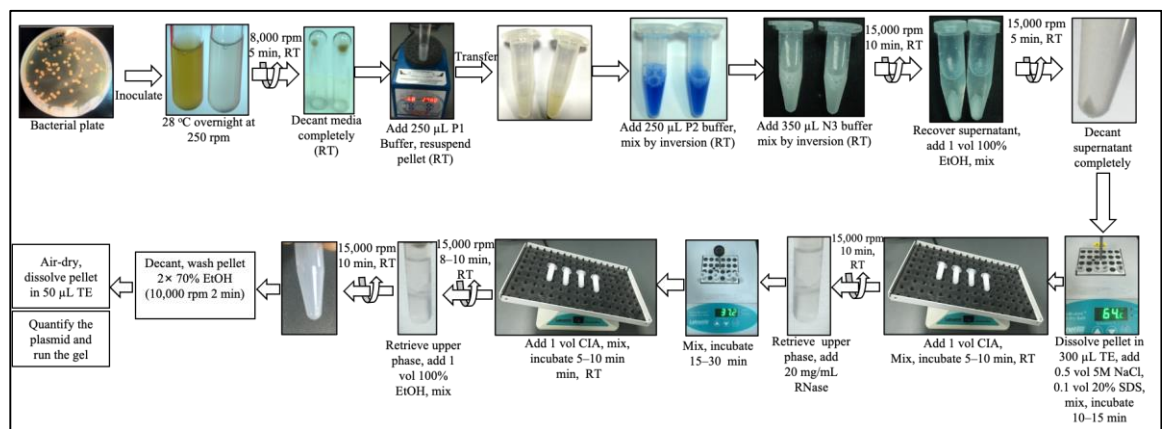 Bacterial plate
Inoculate
28 °C overnight at
250 rpm
8,000 rpm
5 min, RT
Decant media
completely
(RT)
Add 250 µL P1
Buffer, resuspend
pellet (RT)
Transfer
Add 250 µL P2 buffer,
mix by inversion (RT)
Add 350 µL N3 buffer
mix by inversion (RT)
15,000 rpm
10 min, RT
Recover supernatant,
add 1 vol 100%
EtOH, mix
15,000 rpm
5 min, RT
Decant
supernatant
completely
64.
Dissolve pellet in
300 µL TE, add
0.5 vol 5M NaCl,
0.1 vol 20% SDS,
mix, incubate
10–15 min
Add 1 vol CIA,
Mix, incubate 5–10 min, RT
15,000 rpm
10 min,
RT
Retrieve upper
phase, add
20 mg/mL
RNase
37.2
Mix, incubate
15–30 min
Add 1 vol CIA, mix,
incubate 5–10 min
min, RT
15,000 rpm
8–10 min,
RT
Retrieve upper
phase, add 1
vol 100%
EtOH, mix
15,000 rpm
10 min, RT
Decant, wash pellet
2× 70% EtOH
(10,000 rpm 2 min)
Air-dry,
dissolve pellet
in 50 µL TE
Quantify the
plasmid and
run the gel